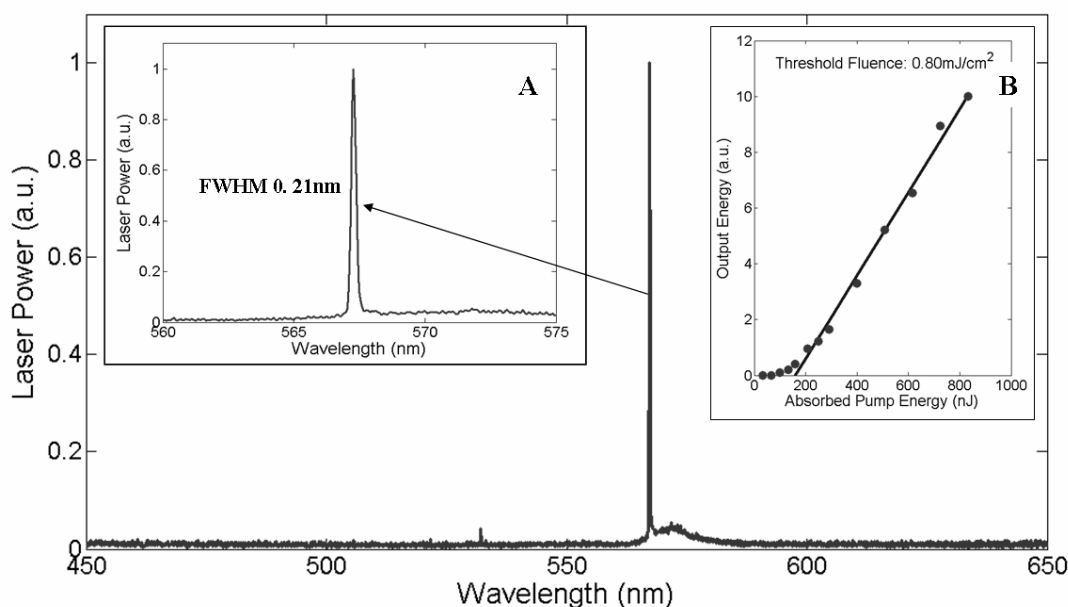 Laser Power (a.u.)
1
0.8
0.6
0.4
0.2
0
450 500 550 600 650
Wavelength (nm)
A
FWHM 0. 21nm
Laser Power (a.u.)
1
0.8
0.6
0.4
0.2
0
560 565 570 575
Wavelength (nm)
Threshold Fluence: 0.80mJ/cm²
B
Output Energy (a.u.)
12
10
8
6
4
2
0
0 200 400 600 800 1000
Absorbed Pump Energy (nJ)